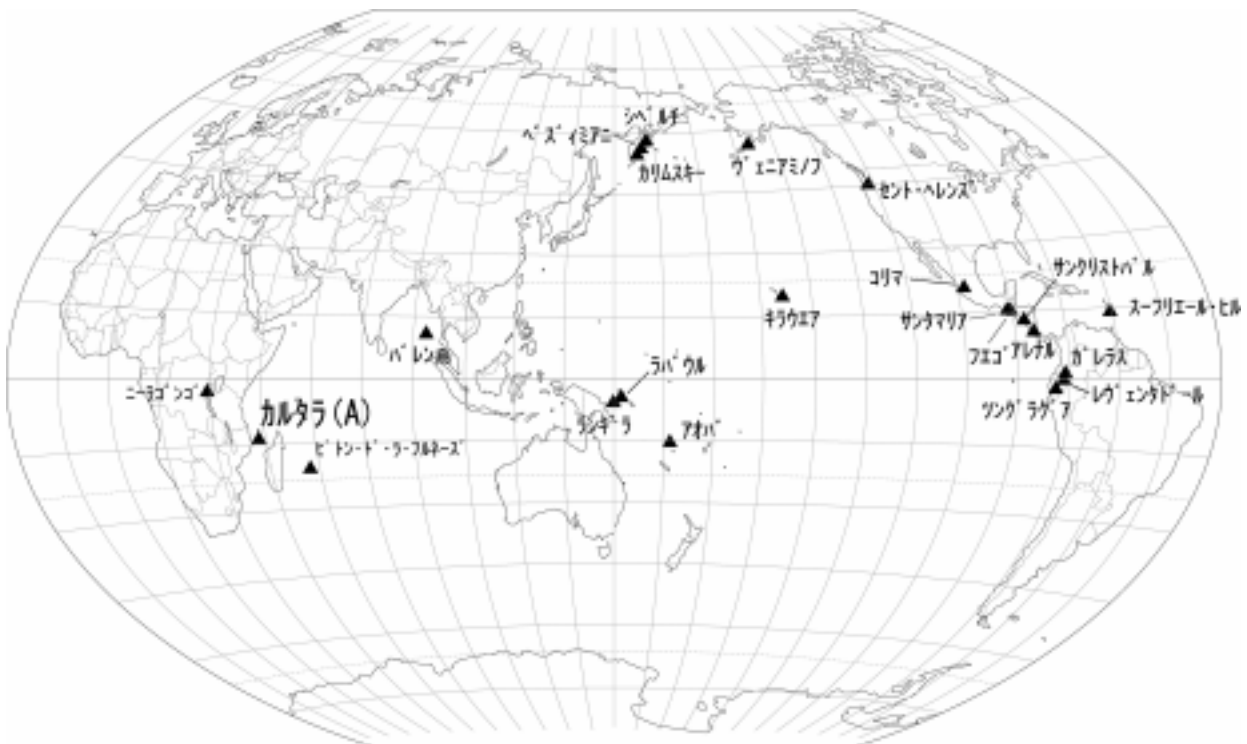 ｼﾍﾞﾙﾁ
ﾍﾞｽﾞｨﾐｱﾆ
ｶﾘﾑｽｷｰ
ｳﾞｪﾆｱﾐﾉﾌ
ｾﾝﾄ･ﾍﾚﾝｽﾞ
ｻﾝｸﾘｽﾄﾊﾞﾙ
ｺﾘﾏ
ｷﾗｳｴｱ
ｻﾝﾀﾏﾘｱ
ｽｰﾌﾘｴｰﾙ･ﾋﾙ
ﾌｴｺﾞ
ｱﾚﾅﾙ
ﾊﾞﾚﾝ島
ﾗﾊﾞｳﾙ
ｶﾞﾚﾗｽ
ﾆｰﾗｺﾞﾝｺﾞ
ﾚｳﾞｪﾝﾀﾄﾞｰﾙ
ﾂﾝｸﾞﾗｸﾞｱ
カルタラ (A)
ﾗﾝｷﾞﾗ
ｱｵﾊﾞ
ﾋﾟﾄﾝ･ﾄﾞ･ﾗ･ﾌﾙﾈｰｽﾞ